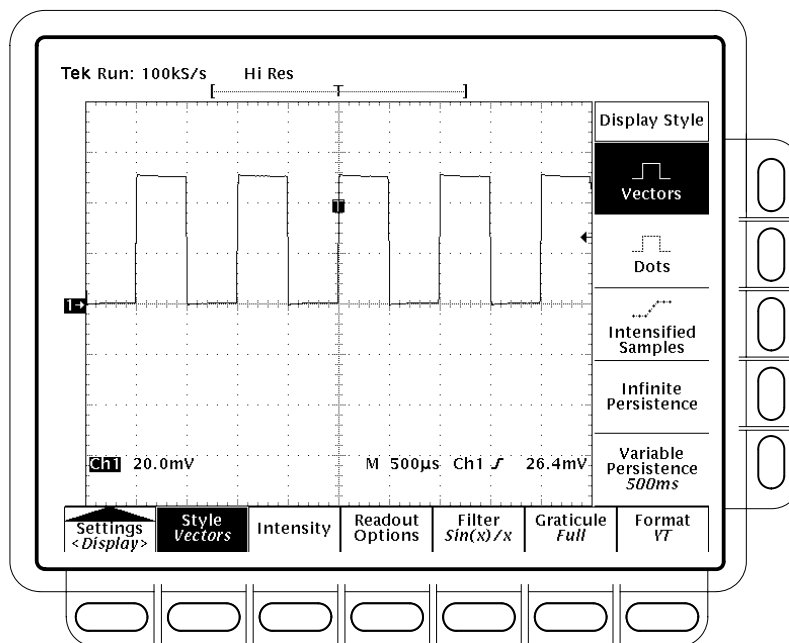 Tek Run: 100kS/s Hi Res
[ T ]
Display Style
Vectors
T
Dots
1
Intensified
Samples
Infinite
Persistence
Ch1 20.0mV M 500µs Ch1 26.4mV
Variable
Persistence
500ms
Settings
<Display>
Style
Vectors
Intensity
Readout
Options
Filter
Sin(x)/x
Graticule
Full
Format
YT